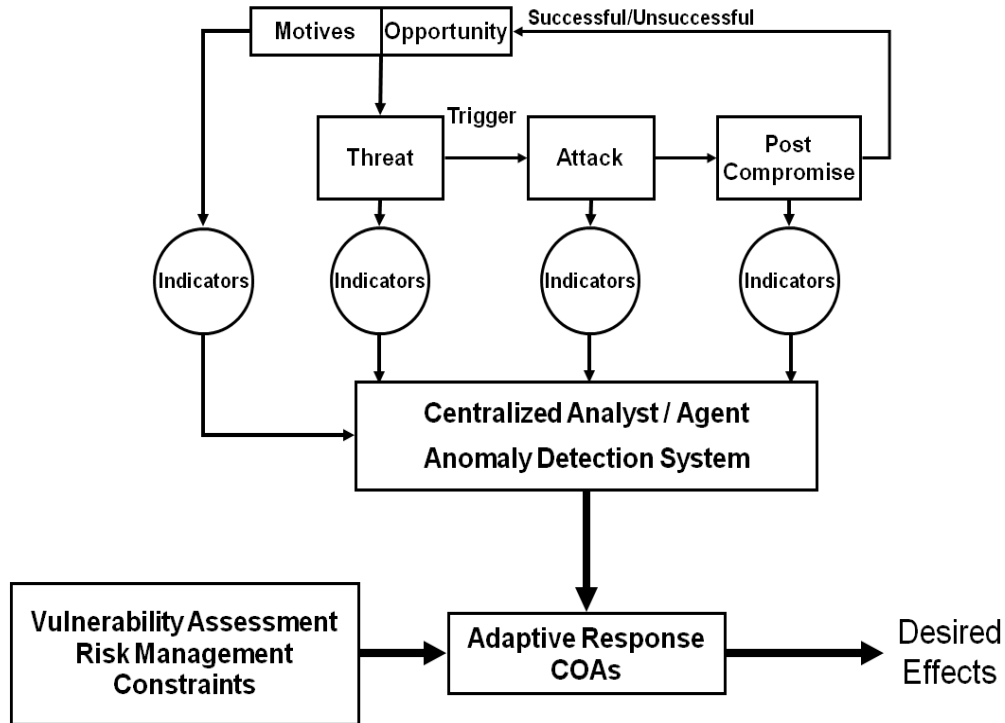 Successful/Unsuccessful
Motives
Opportunity
Trigger
Threat
Attack
Post
Compromise
Indicators
Indicators
Indicators
Indicators
Centralized Analyst / Agent
Anomaly Detection System
Vulnerability Assessment
Risk Management
Constraints
Adaptive Response
COAs
Desired
Effects